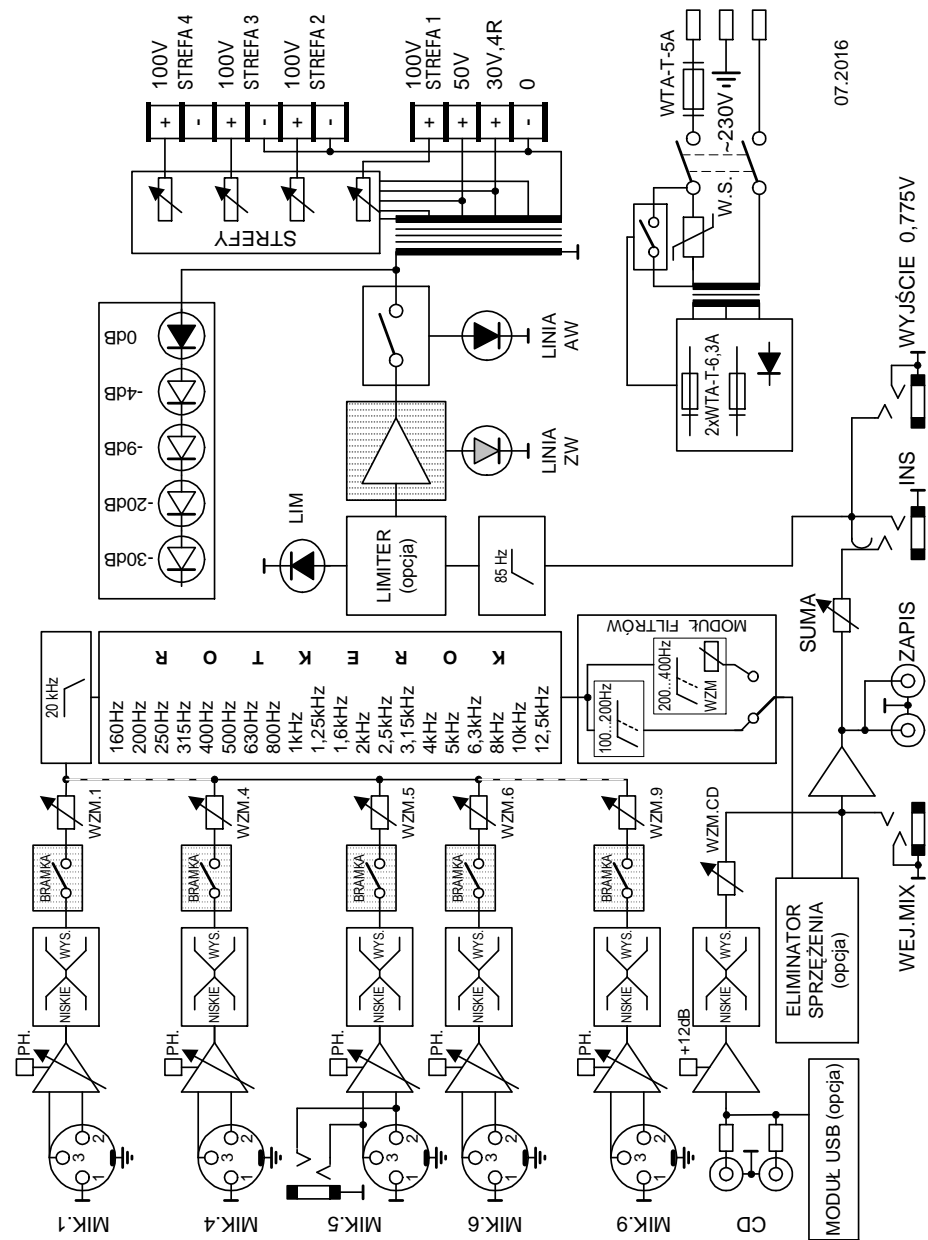 MIK.1
1
2
3
PH.
NISKIE
WYS.
BRAMKA
WZM.1
MIK.4
1
2
3
PH.
NISKIE
WYS.
BRAMKA
WZM.4
MIK.5
1
2
3
PH.
NISKIE
WYS.
BRAMKA
WZM.5
MIK.6
1
2
3
PH.
NISKIE
WYS.
BRAMKA
WZM.6
MIK.9
1
2
3
PH.
NISKIE
WYS.
BRAMKA
WZM.9
CD
+12dB
NISKIE
WYS.
WZM.CD
MODUŁ USB (opcja)
20 kHz
KOREKTOR
160Hz
200Hz
250Hz
315Hz
400Hz
500Hz
630Hz
800Hz
1kHz
1,25kHz
1,6kHz
2kHz
2,5kHz
3,15kHz
4kHz
5kHz
6,3kHz
8kHz
10kHz
12,5kHz
MODUŁ FILTRÓW
100...200Hz
200...400Hz
WZM
ELIMINATOR
SPRZĘŻENIA
(opcja)
WEJ.MIX
ZAPIS
SUMA
INS
WYJŚCIE 0,775V
85 Hz
LIMITER
(opcja)
LIM
LINIA
ZW
LINIA
AW
-30dB
-20dB
-9dB
-4dB
0dB
STREFY
100V
STREFA 4
+
-
100V
STREFA 3
+
-
100V
STREFA 2
+
-
100V
STREFA 1
+
50V
+
30V,4R
+
0
-
2xWTA-T-6,3A
W.S.
~230V
WTA-T-5A
07.2016